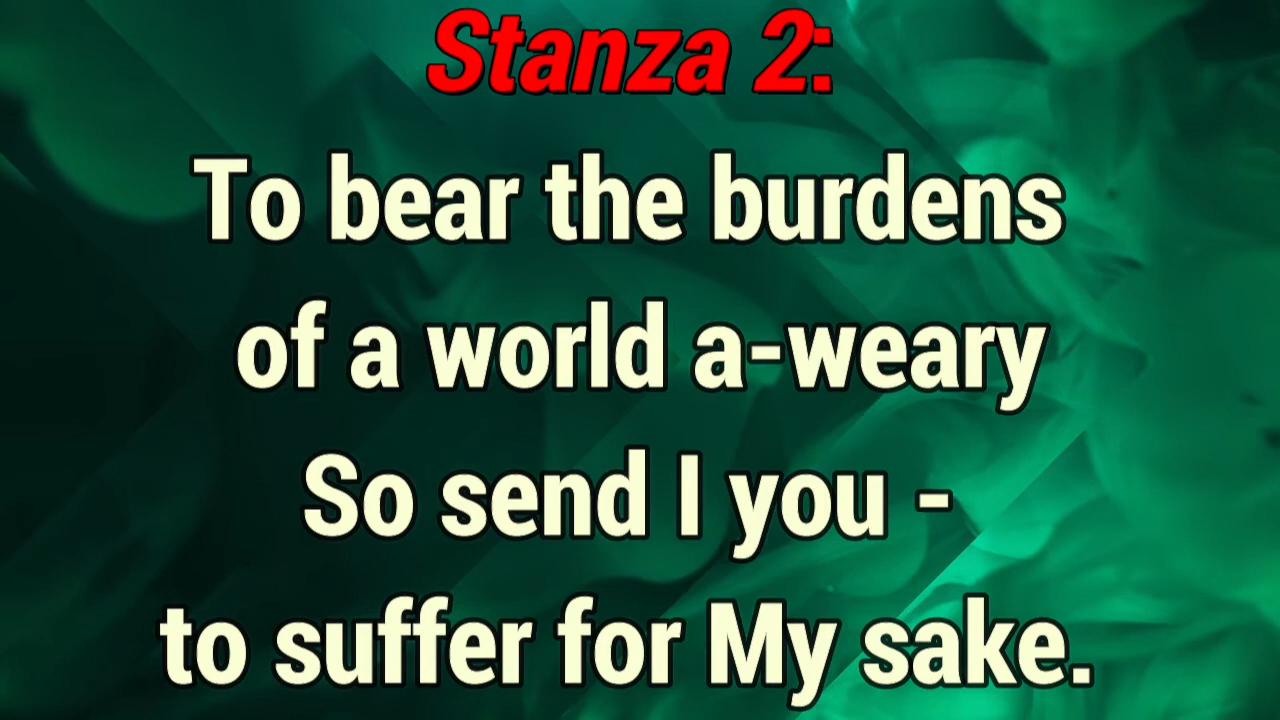 Stanza 2:
To bear the burdens
of a world a-weary
So send I you -
to suffer for My sake.